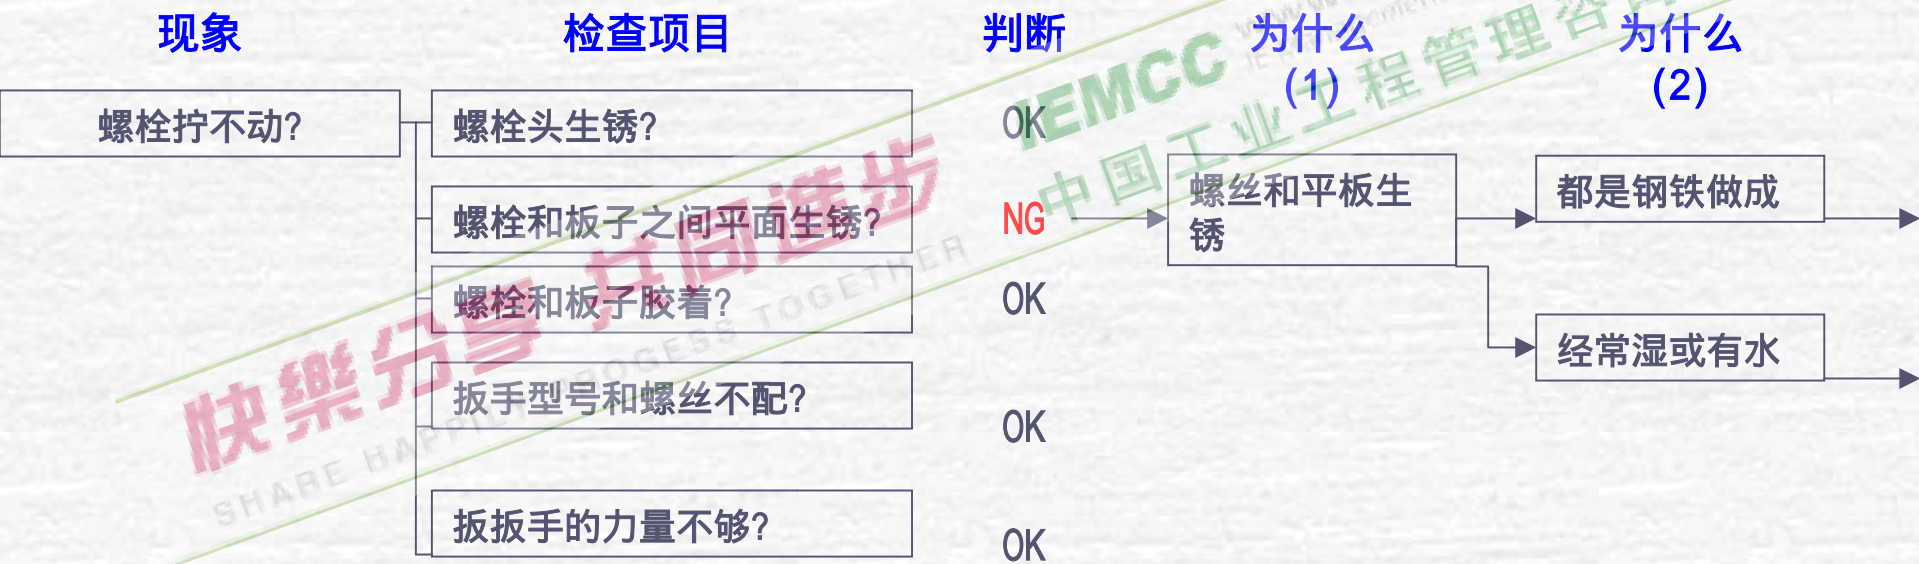 现象 检查项目 判断 为什么 为什么
(1) (2)
螺栓拧不动?
螺栓头生锈?
OK
螺栓和板子之间平面生锈?
NG
螺丝和平板生
锈
都是钢铁做成
螺栓和板子胶着?
OK
经常湿或有水
扳手型号和螺丝不配?
OK
扳扳手的力量不够?
OK
IEMCC
中国工业工程管理咨
快樂分享 共同進步